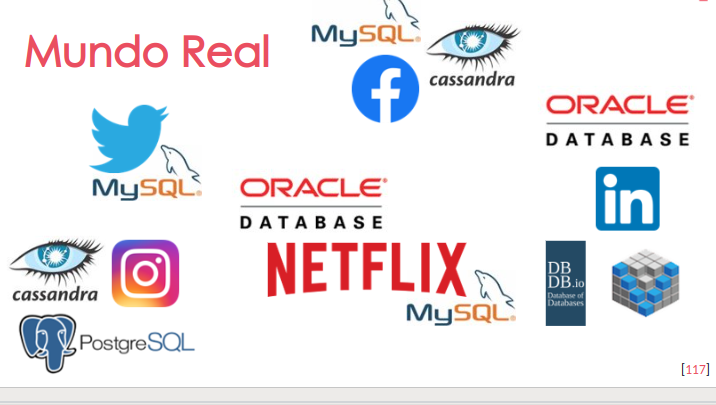 Mundo Real
MySQL®
cassandra
ORACLE®
DATABASE
MySQL®
in
ORACLE®
DATABASE
NETFLIX
MySQL®
cassandra
PostgreSQL
DB
DB.io
Database of
Databases
[117]